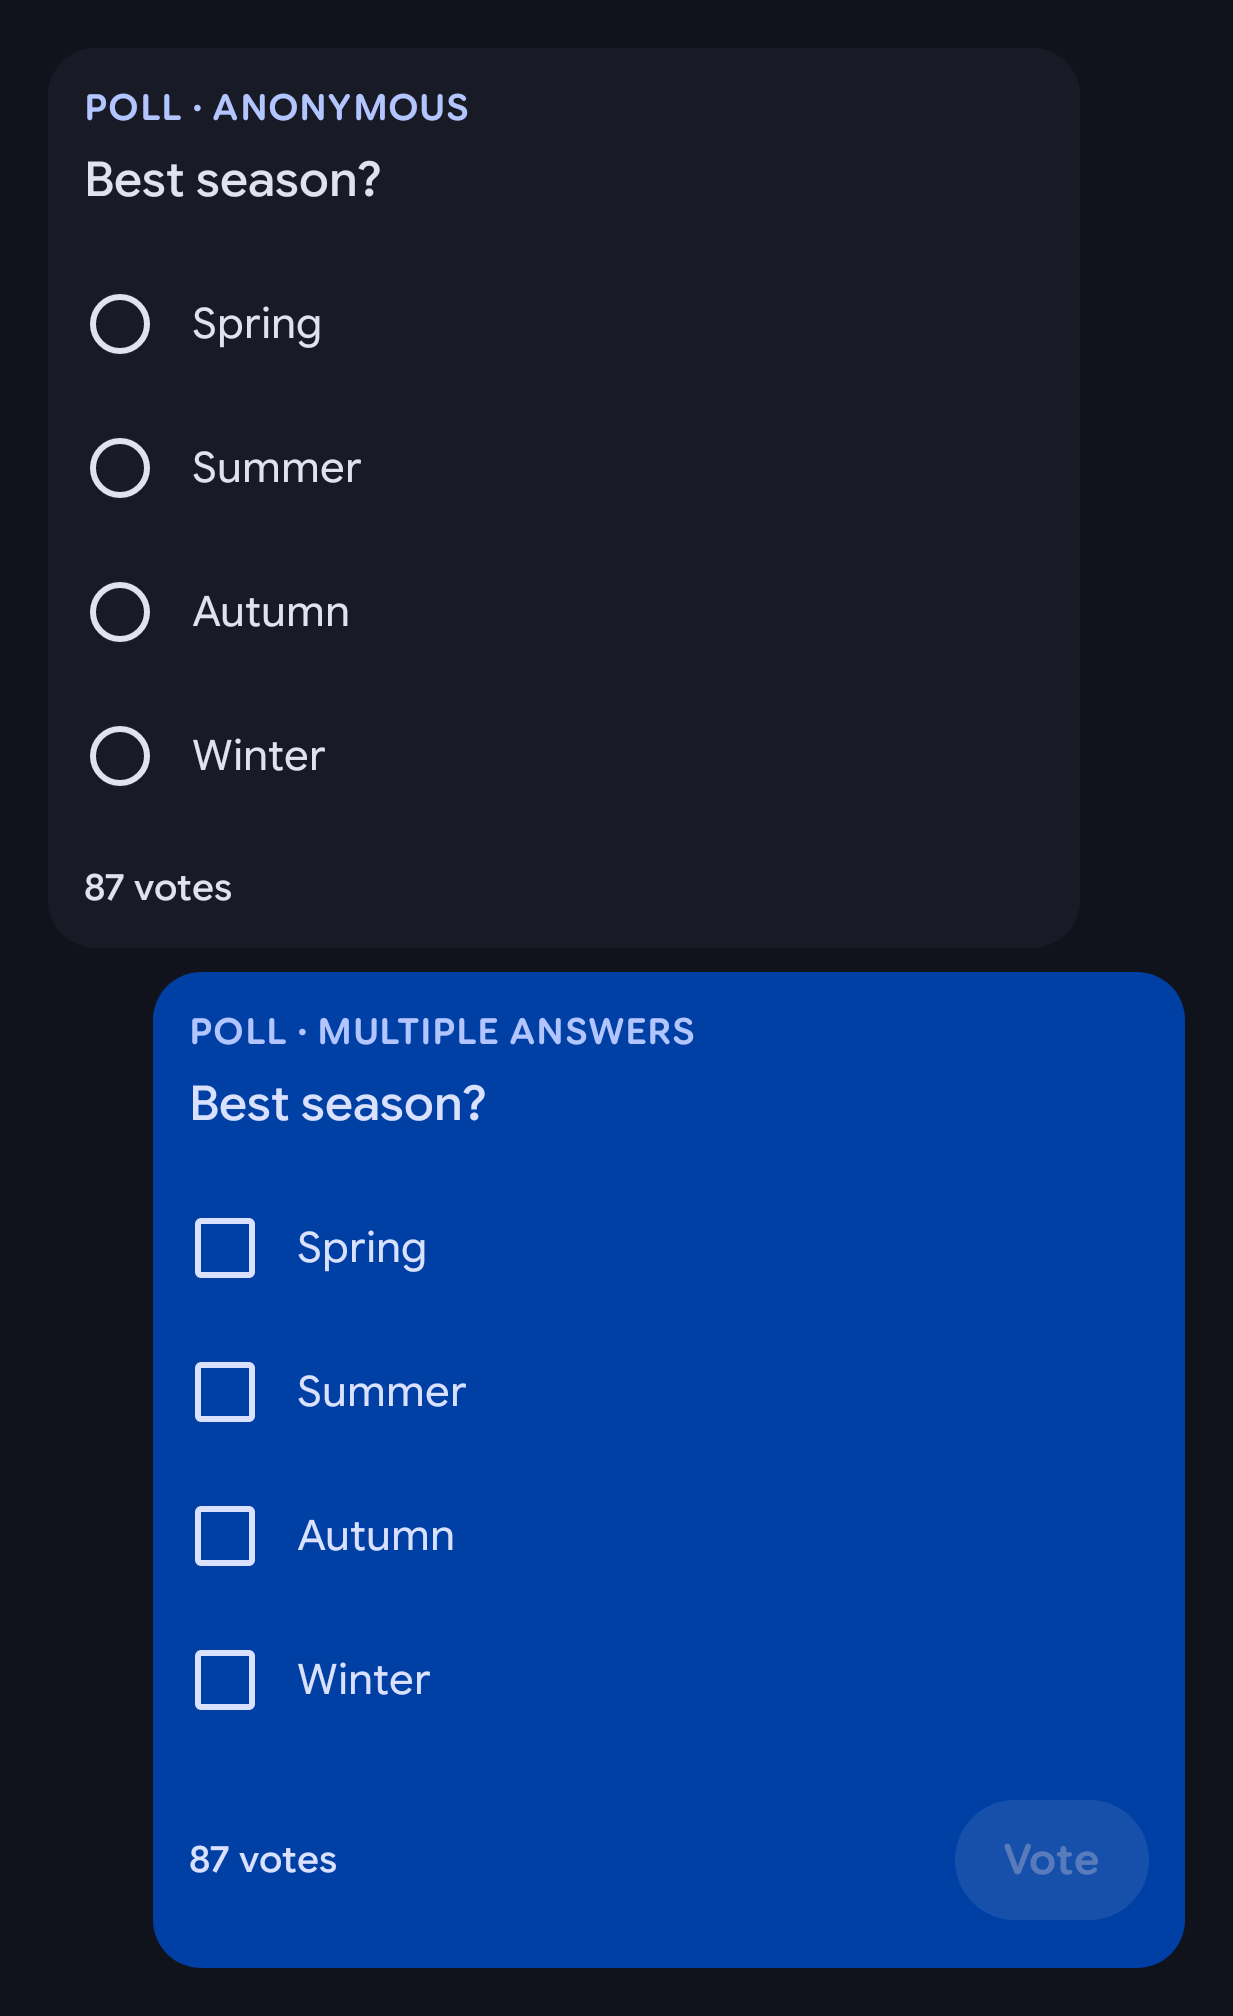 POLL · ANONYMOUS
Best season?
Spring
Summer
Autumn
Winter
87 votes
POLL · MULTIPLE ANSWERS
Best season?
Spring
Summer
Autumn
Winter
87 votes
Vote